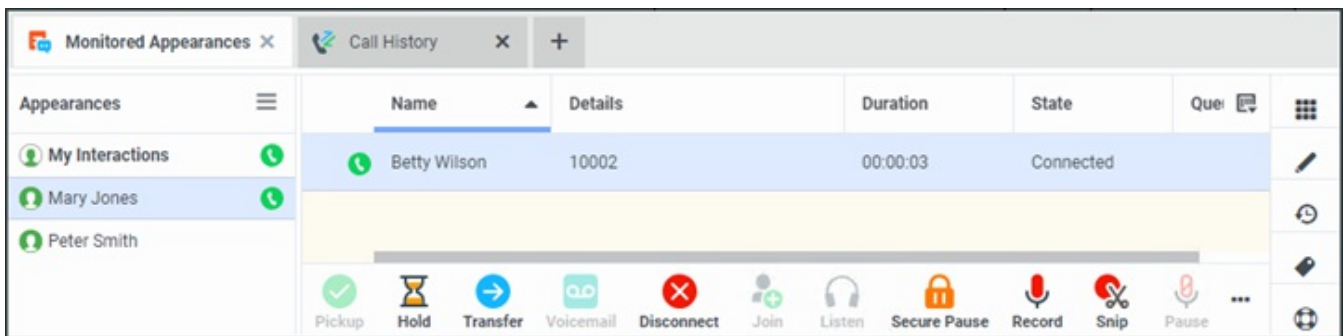 Monitored Appearances
Call History
Appearances
Name
Details
Duration
State
Que
My Interactions
Betty Wilson
10002
00:00:03
Connected
Mary Jones
Peter Smith
Pickup
Hold
Transfer
Voicemail
Disconnect
Join
Listen
Secure Pause
Record
Snip
Pause